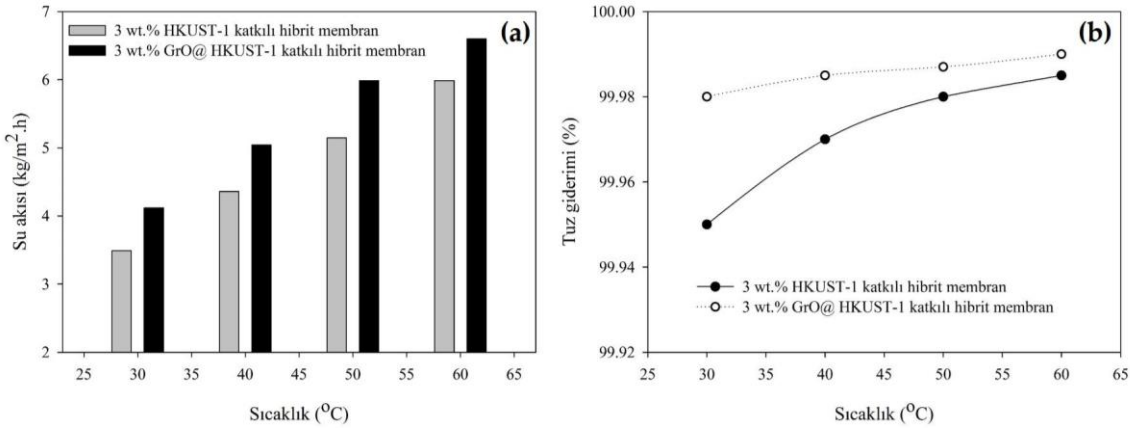 7
6
5
4
3
2
Su akısı (kg/m².h)
3 wt.% HKUST-1 katkılı hibrit membran
3 wt.% GrO@ HKUST-1 katkılı hibrit membran
(a)
25 30 35 40 45 50 55 60 65
Sıcaklık (⁰C)
100.00
99.98
99.96
99.94
99.92
Tuz giderimi (%)
(b)
3 wt.% HKUST-1 katkılı hibrit membran
3 wt.% GrO@ HKUST-1 katkılı hibrit membran
25 30 35 40 45 50 55 60 65
Sıcaklık (⁰C)